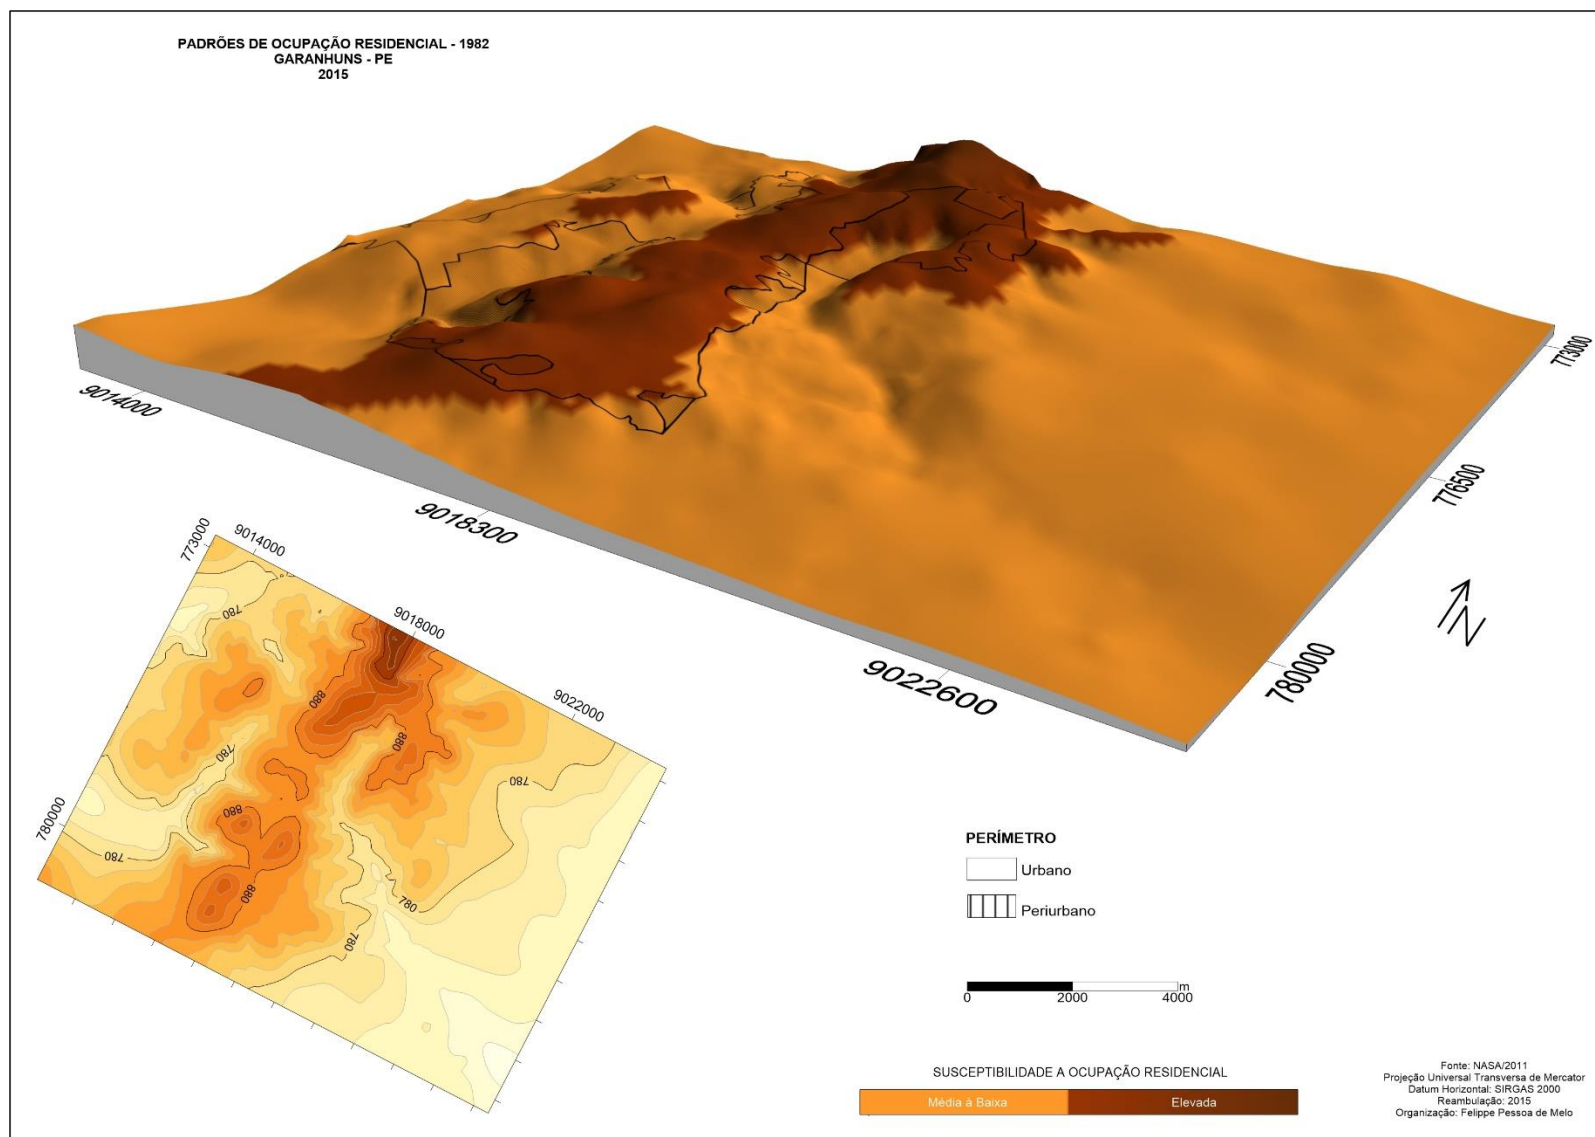 PADRÕES DE OCUPAÇÃO RESIDENCIAL - 1982
GARANHUNS - PE
2015
9014000
9018300
9022600
780000
776500
773000
N
773000
9014000
9018000
9022000
780000
780
880
880
780
780
880
780
880
780
780
PERÍMETRO
Urbano
Periurbano
0
2000
4000
m
SUSCEPTIBILIDADE A OCUPAÇÃO RESIDENCIAL
Média à Baixa
Elevada
Fonte: NASA/2011
Projeção Universal Transversa de Mercator
Datum Horizontal: SIRGAS 2000
Reambulação: 2015
Organização: Felippe Pessoa de Melo